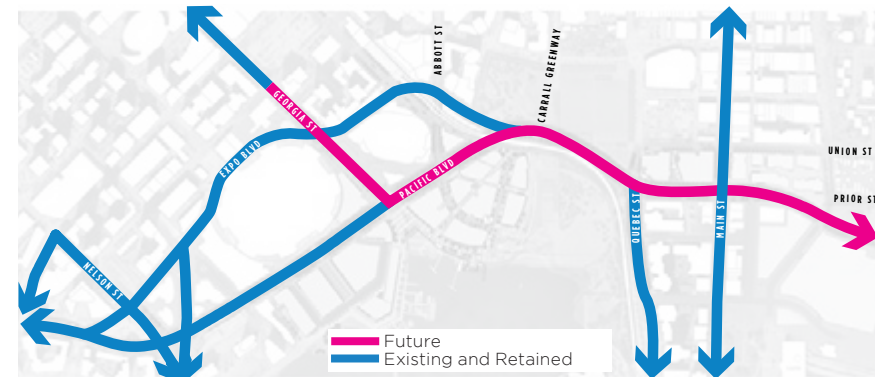 ABBOTT ST
CARRALL GREENWAY
GEORGIA ST
EXPO BLVD
PACIFIC BLVD
UNION ST
PRIOR ST
QUEBEC ST
MAIN ST
NELSON ST
Future
Existing and Retained